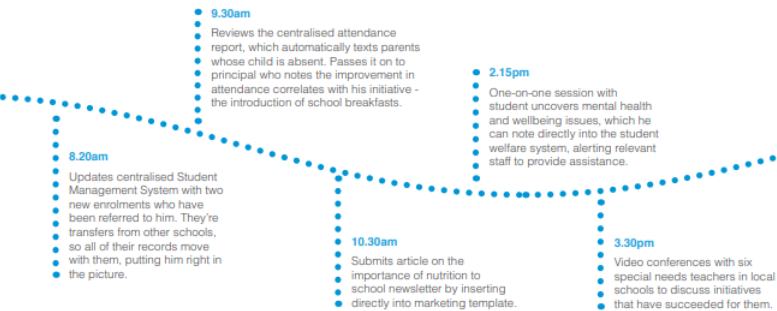 9.30am
Reviews the centralised attendance
report, which automatically texts parents
whose child is absent. Passes it on to
principal who notes the improvement in
attendance correlates with his initiative -
the introduction of school breakfasts.
2.15pm
One-on-one session with
student uncovers mental health
and wellbeing issues, which he
can note directly into the student
welfare system, alerting relevant
staff to provide assistance.
8.20am
Updates centralised Student
Management System with two
new enrolments who have
been referred to him. They're
transfers from other schools,
so all of their records move
with them, putting him right in
the picture.
10.30am
Submits article on the
importance of nutrition to
school newsletter by inserting
directly into marketing template.
3.30pm
Video conferences with six
special needs teachers in local
schools to discuss initiatives
that have succeeded for them.